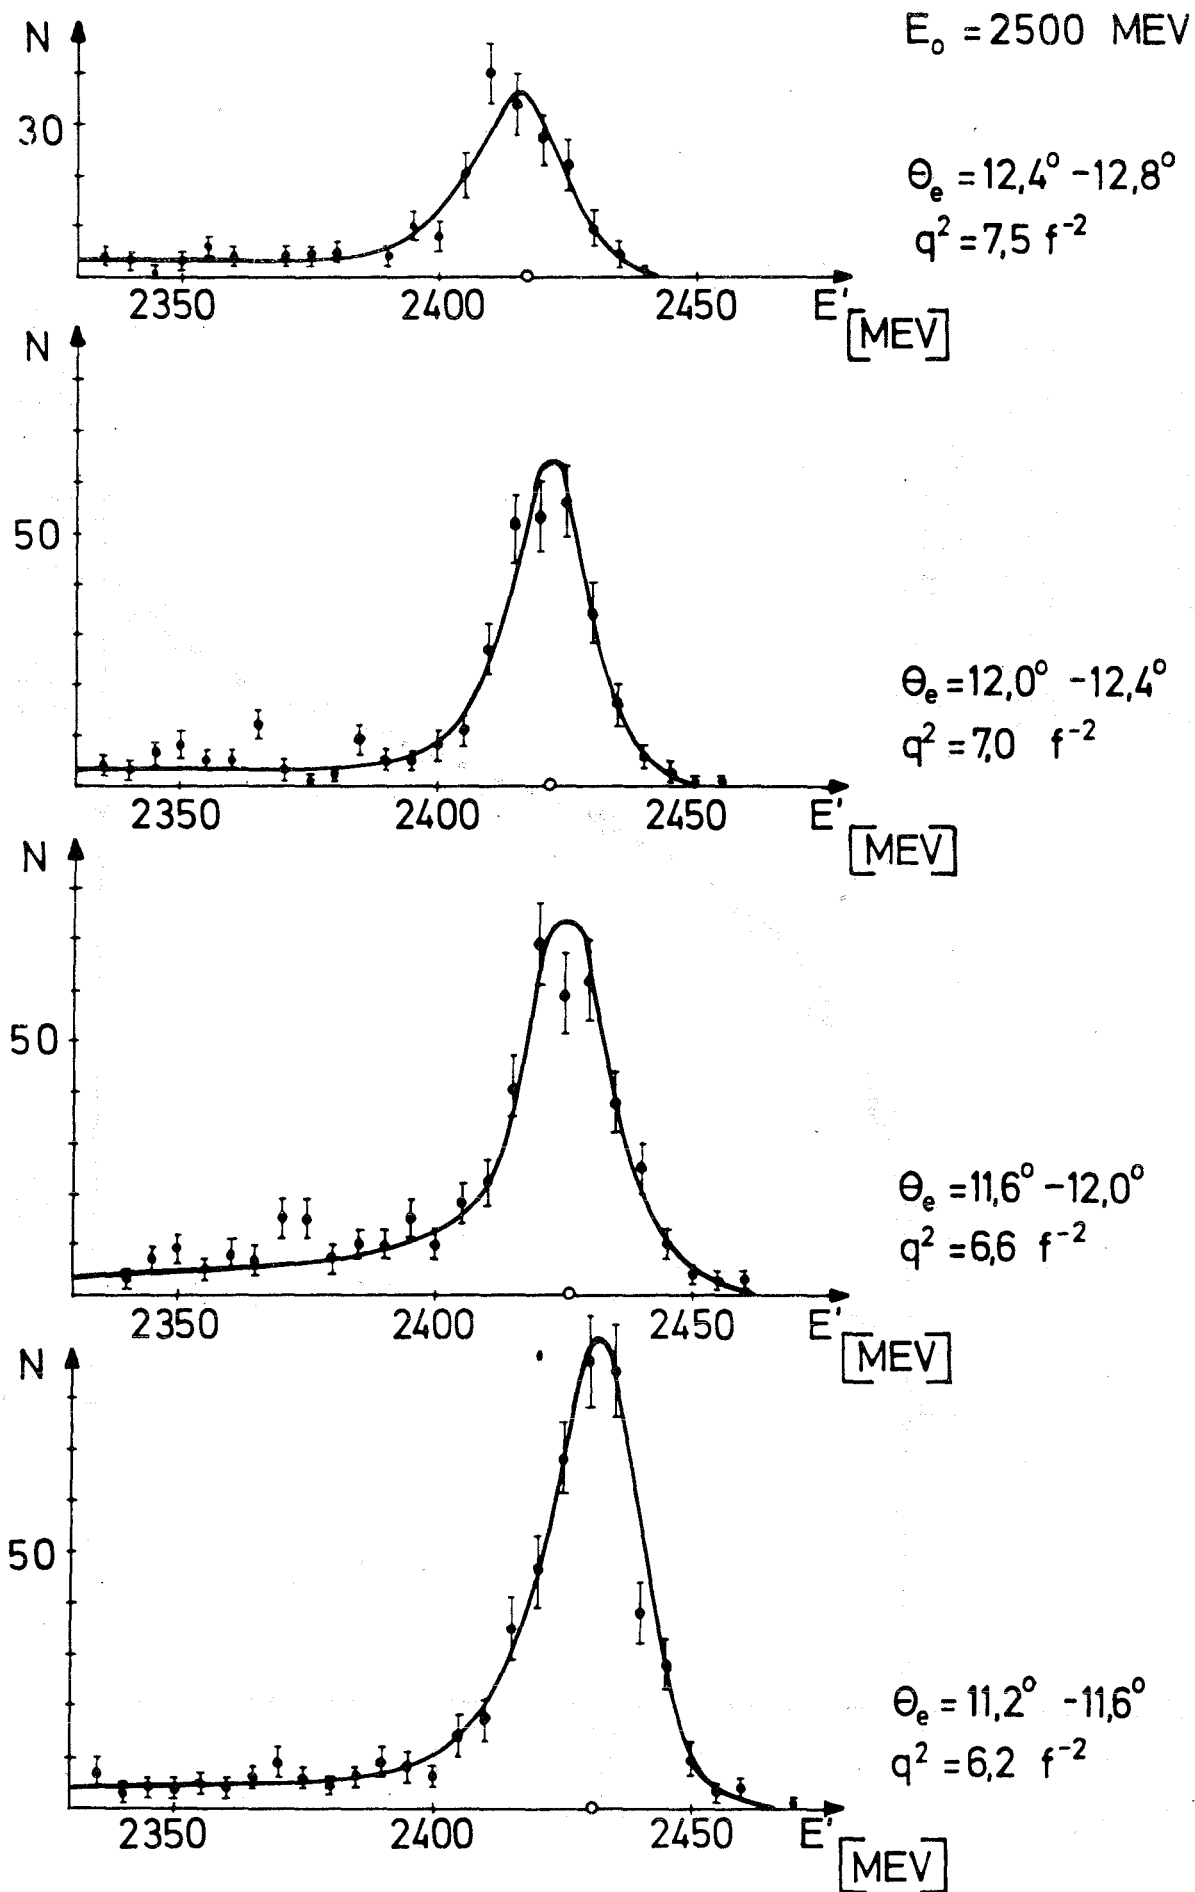 N
E₀ = 2500 MEV
30
θₑ = 12,4° - 12,8°
q² = 7,5 f⁻²
2350 2400 2450 E'
[MEV]
N
50
θₑ = 12,0° - 12,4°
q² = 7,0 f⁻²
2350 2400 2450 E'
[MEV]
N
50
θₑ = 11,6° - 12,0°
q² = 6,6 f⁻²
2350 2400 2450 E'
[MEV]
N
50
θₑ = 11,2° - 11,6°
q² = 6,2 f⁻²
2350 2400 2450 E'
[MEV]